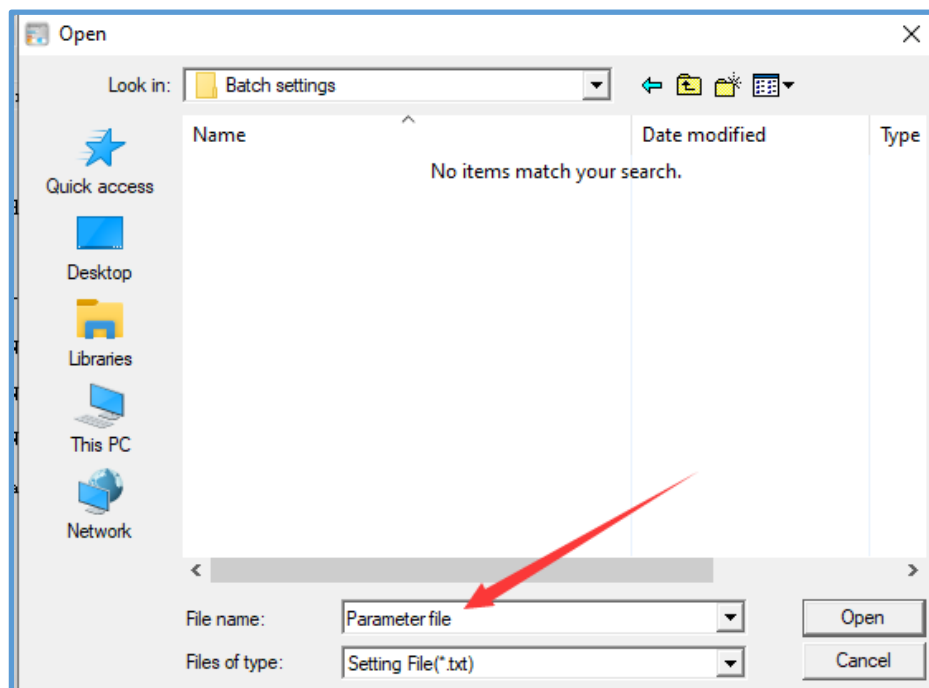 Open
Look in: Batch settings
Name Date modified Type
No items match your search.
Quick access
Desktop
Libraries
This PC
Network
File name: Parameter file Open
Files of type: Setting File(*.txt) Cancel